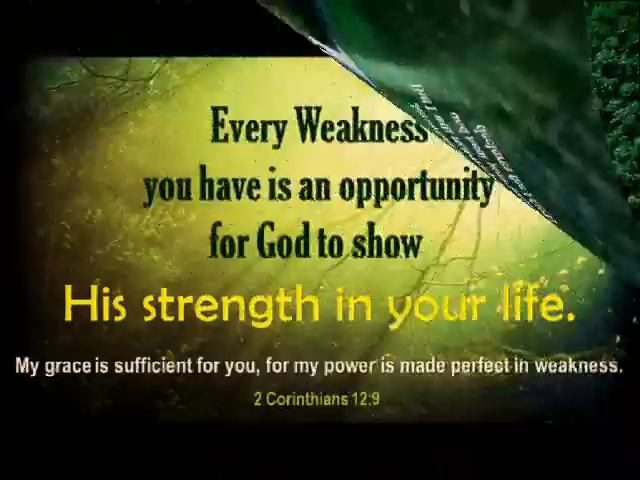 Every Weakness
you have is an opportunity
for God to show
His strength in your life.
My grace is sufficient for you, for my power is made perfect in weakness.
2 Corinthians 12:9